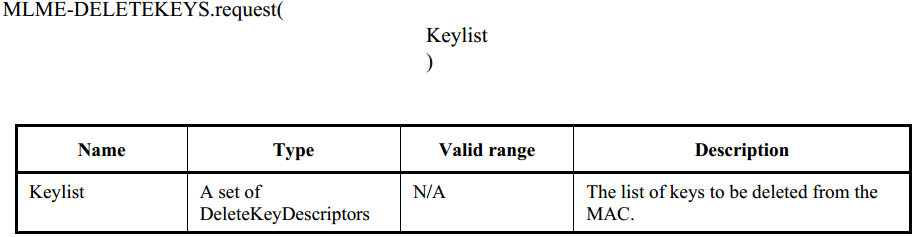 MLME-DELETEKEYS.request(
Keylist
)
Name Type Valid range Description
Keylist A set of DeleteKeyDescriptors N/A The list of keys to be deleted from the MAC.